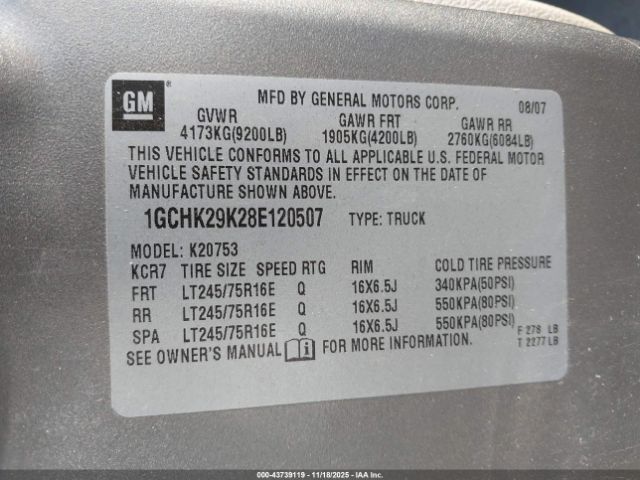 GM
MFD BY GENERAL MOTORS CORP. 08/07
GVWR GAWR FRT GAWR RR
4173KG(9200LB) 1905KG(4200LB) 2760KG(6084LB)
THIS VEHICLE CONFORMS TO ALL APPLICABLE U.S. FEDERAL MOTOR
VEHICLE SAFETY STANDARDS IN EFFECT ON THE DATE OF
MANUFACTURE SHOWN ABOVE.
1GCHK29K28E120507 TYPE: TRUCK
MODEL: K20753
KCR7 TIRE SIZE SPEED RTG RIM COLD TIRE PRESSURE
FRT LT245/75R16E Q 16X6.5J 340KPA(50PSI)
RR LT245/75R16E Q 16X6.5J 550KPA(80PSI)
SPA LT245/75R16E Q 16X6.5J 550KPA(80PSI)
F 278 LB
SEE OWNER'S MANUAL i FOR MORE INFORMATION. T 2277 LB
000-43739119 | 11/18/2025 - IAAI, Inc.